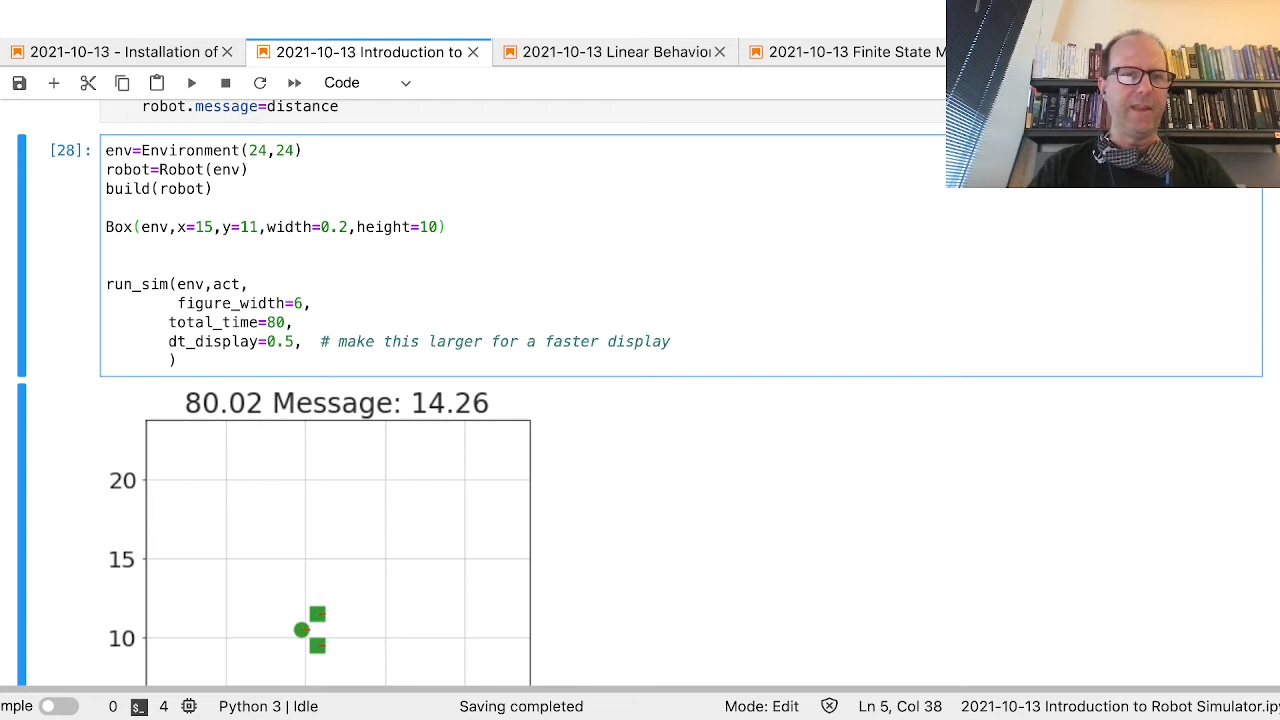 2021-10-13 - Installation of
2021-10-13 Introduction to
2021-10-13 Linear Behavior
2021-10-13 Finite State M
Code
robot.message=distance
[28]:
env=Environment(24,24)
robot=Robot(env)
build(robot)
Box(env,x=15,y=11,width=0.2,height=10)
run_sim(env,act,
figure_width=6,
total_time=80,
dt_display=0.5,  # make this larger for a faster display
)
80.02 Message: 14.26
20
15
10
mple
0
$_
4
Python 3 | Idle
Saving completed
Mode: Edit
Ln 5, Col 38
2021-10-13 Introduction to Robot Simulator.ip